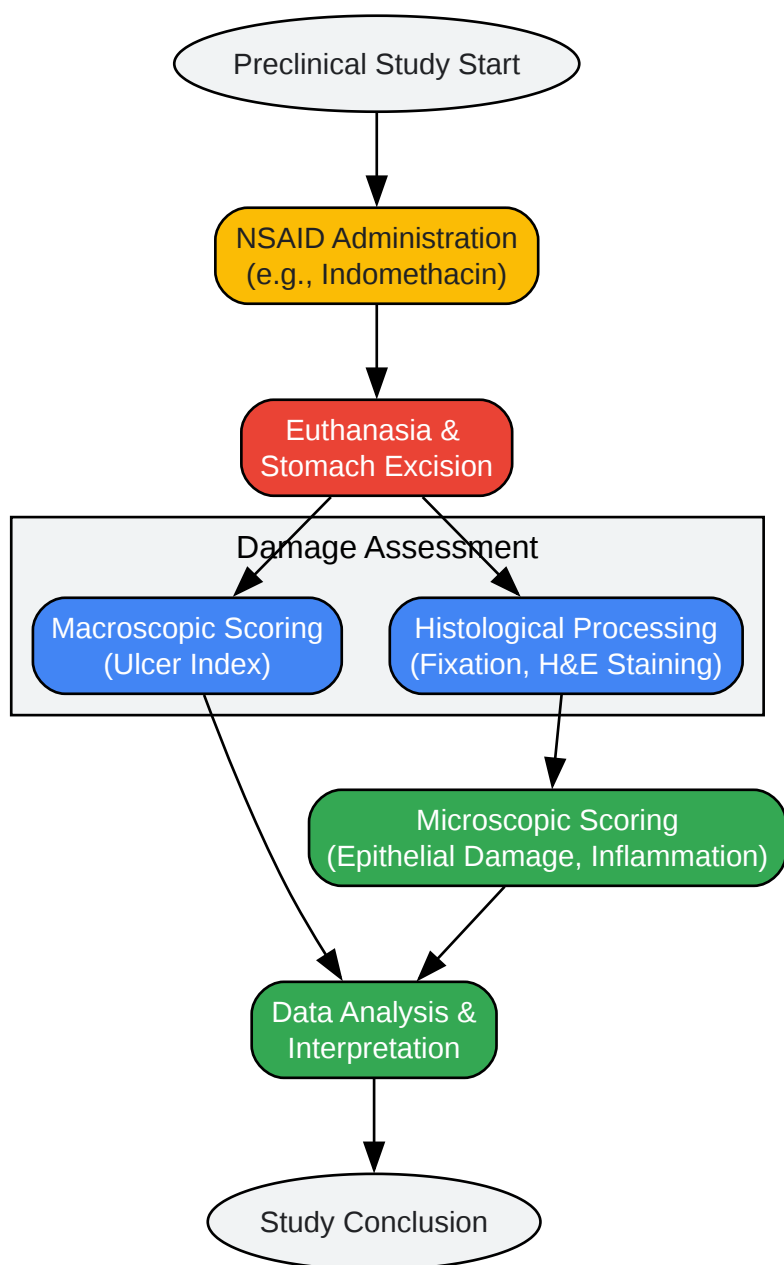 Preclinical Study Start
NSAID Administration
(e.g., Indomethacin)
Euthanasia &
Stomach Excision
Damage Assessment
Macroscopic Scoring
(Ulcer Index)
Histological Processing
(Fixation, H&E Staining)
Microscopic Scoring
(Epithelial Damage, Inflammation)
Data Analysis &
Interpretation
Study Conclusion